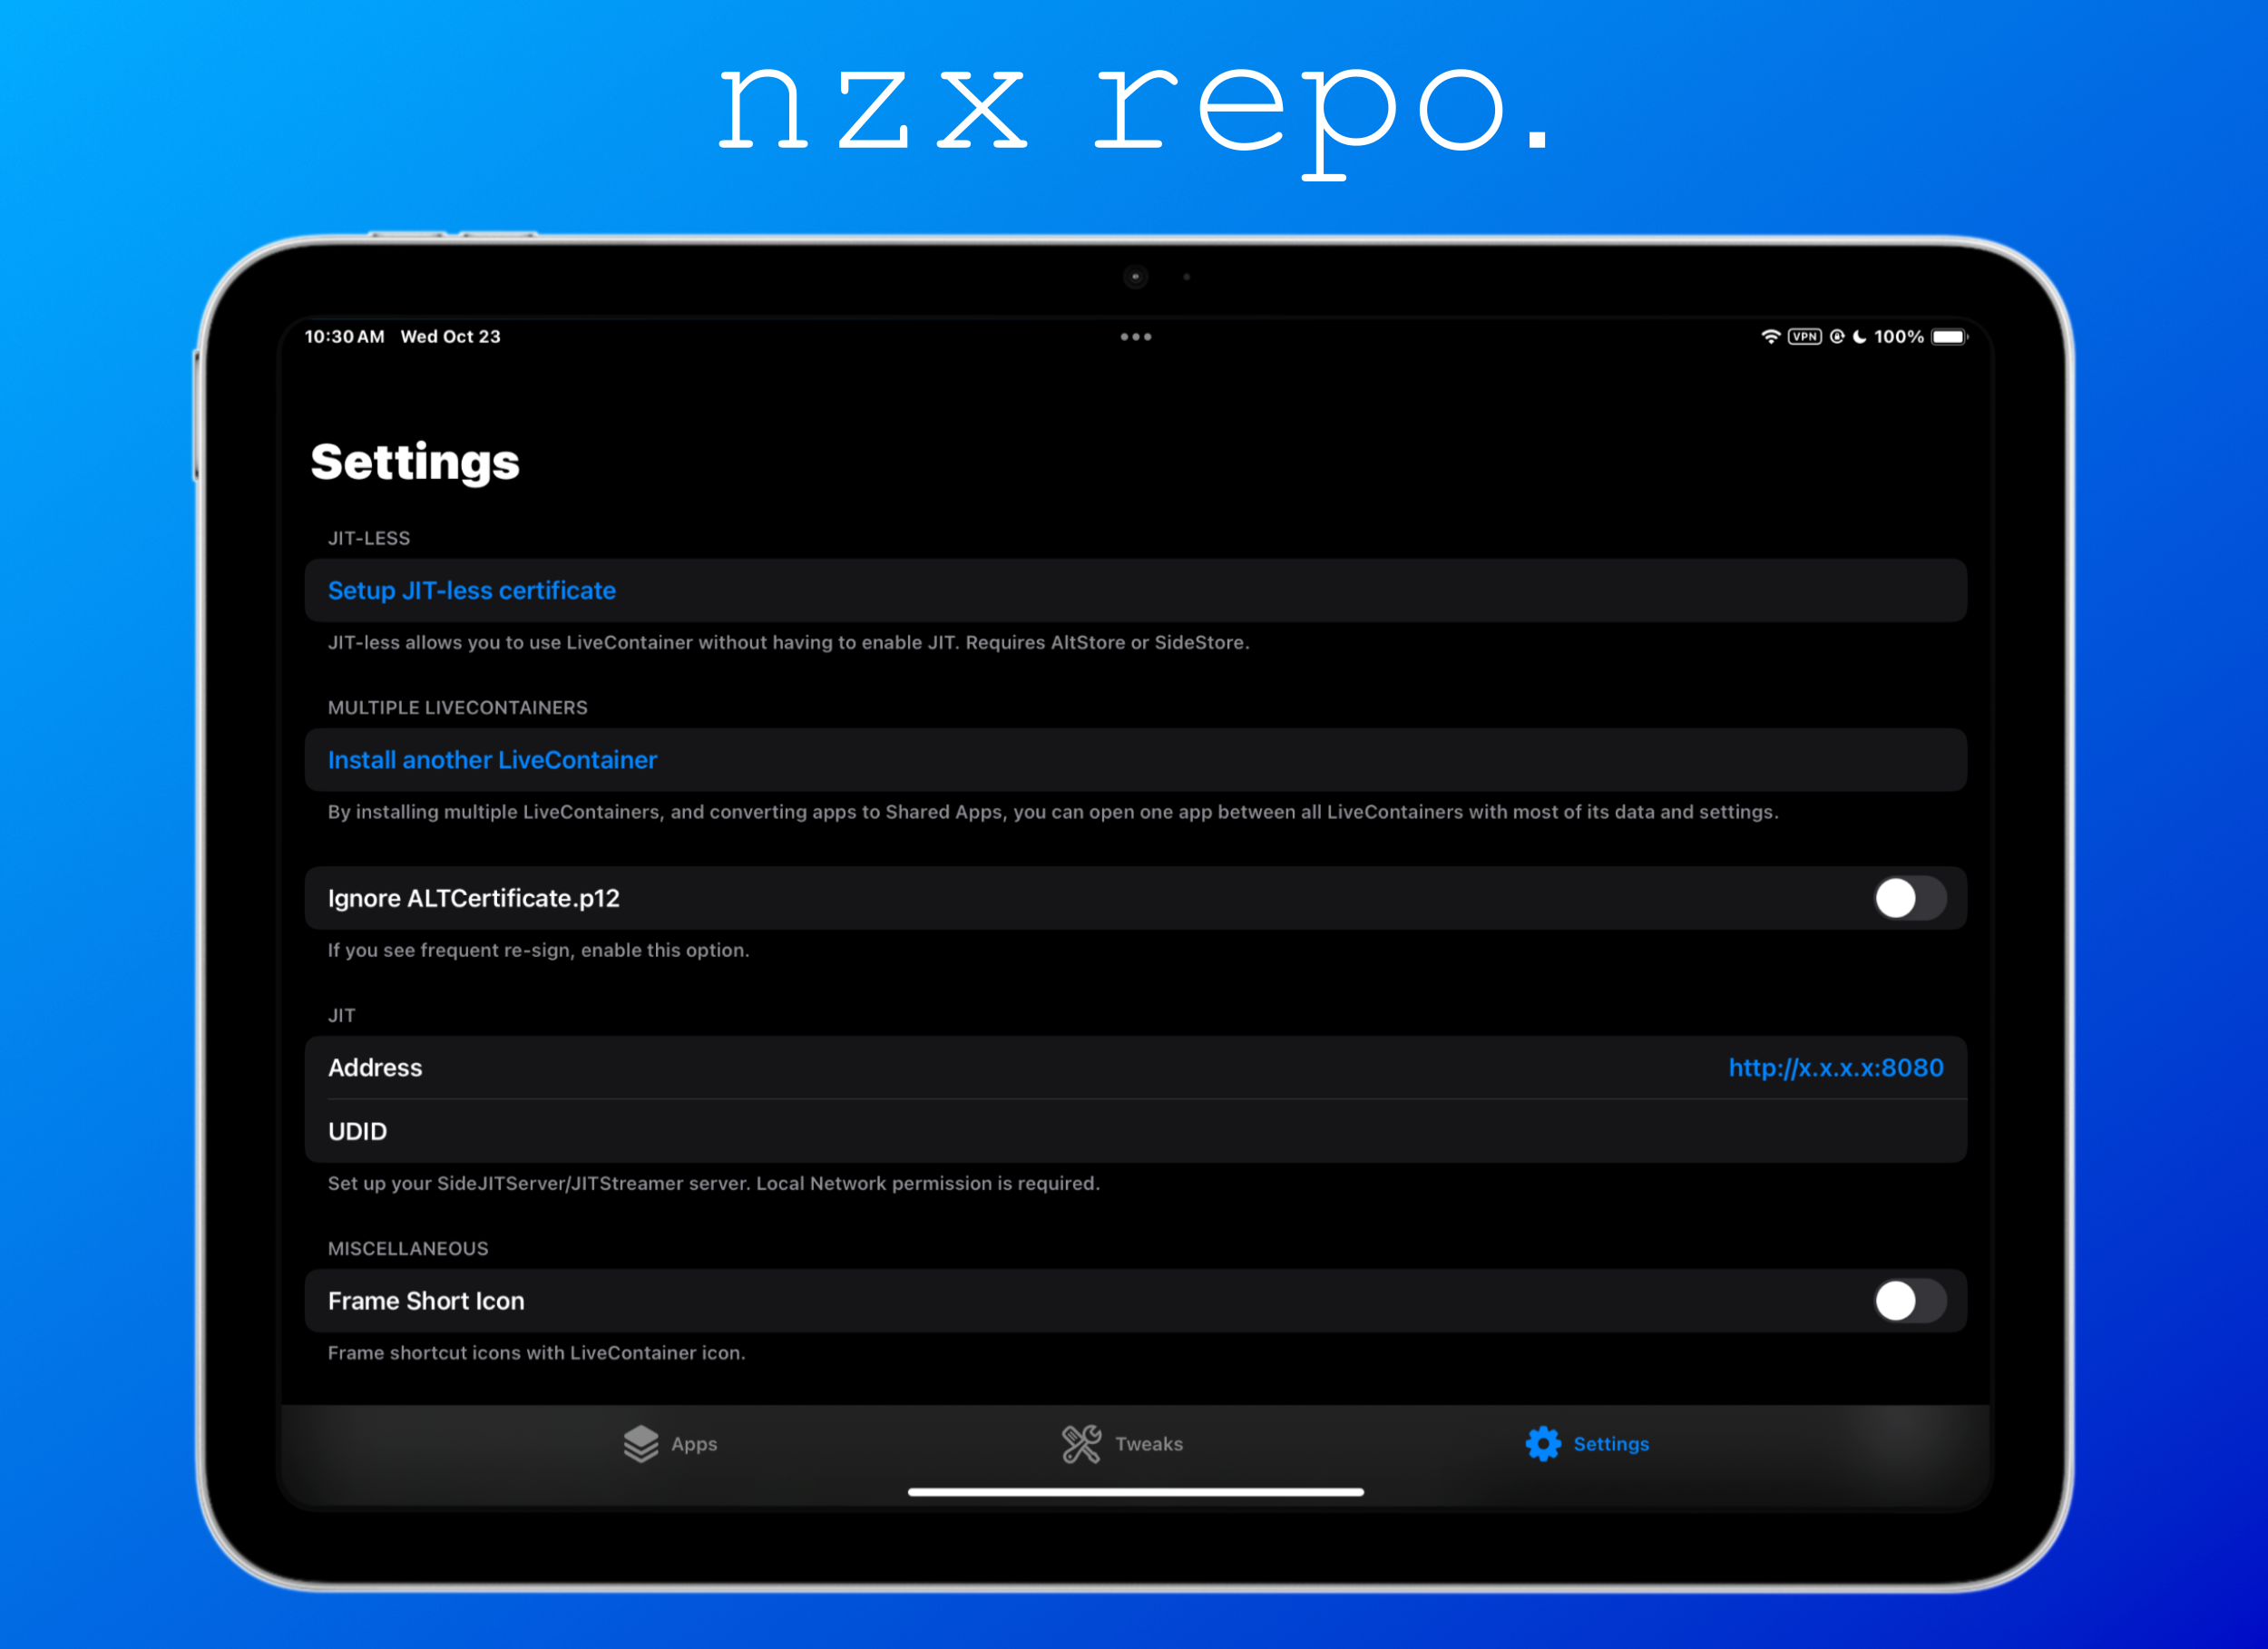 nzx repo.
10:30 AM Wed Oct 23
VPN 100%
Settings
JIT-LESS
Setup JIT-less certificate
JIT-less allows you to use LiveContainer without having to enable JIT. Requires AltStore or SideStore.
MULTIPLE LIVECONTAINERS
Install another LiveContainer
By installing multiple LiveContainers, and converting apps to Shared Apps, you can open one app between all LiveContainers with most of its data and settings.
Ignore ALTCertificate.p12
If you see frequent re-sign, enable this option.
JIT
Address http://x.x.x.x:8080
UDID
Set up your SideJITServer/JITStreamer server. Local Network permission is required.
MISCELLANEOUS
Frame Short Icon
Frame shortcut icons with LiveContainer icon.
Apps Tweaks Settings